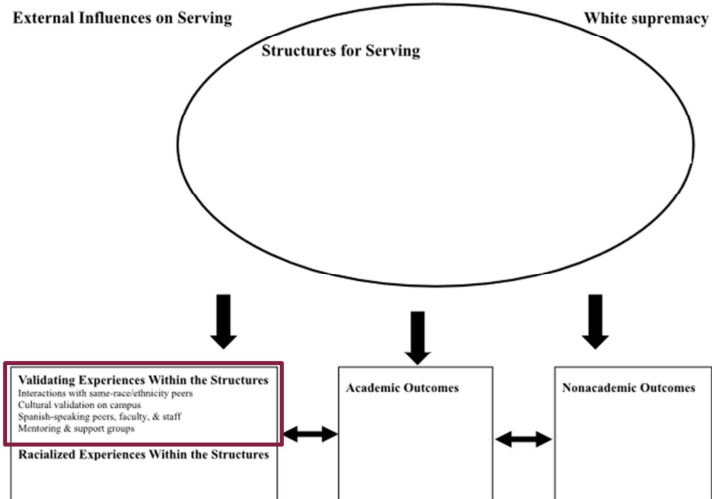 External Influences on Serving
White supremacy
Structures for Serving
Validating Experiences Within the Structures
Interactions with same-race/ethnicity peers
Cultural validation on campus
Spanish-speaking peers, faculty, & staff
Mentoring & support groups
Racialized Experiences Within the Structures
Academic Outcomes
Nonacademic Outcomes